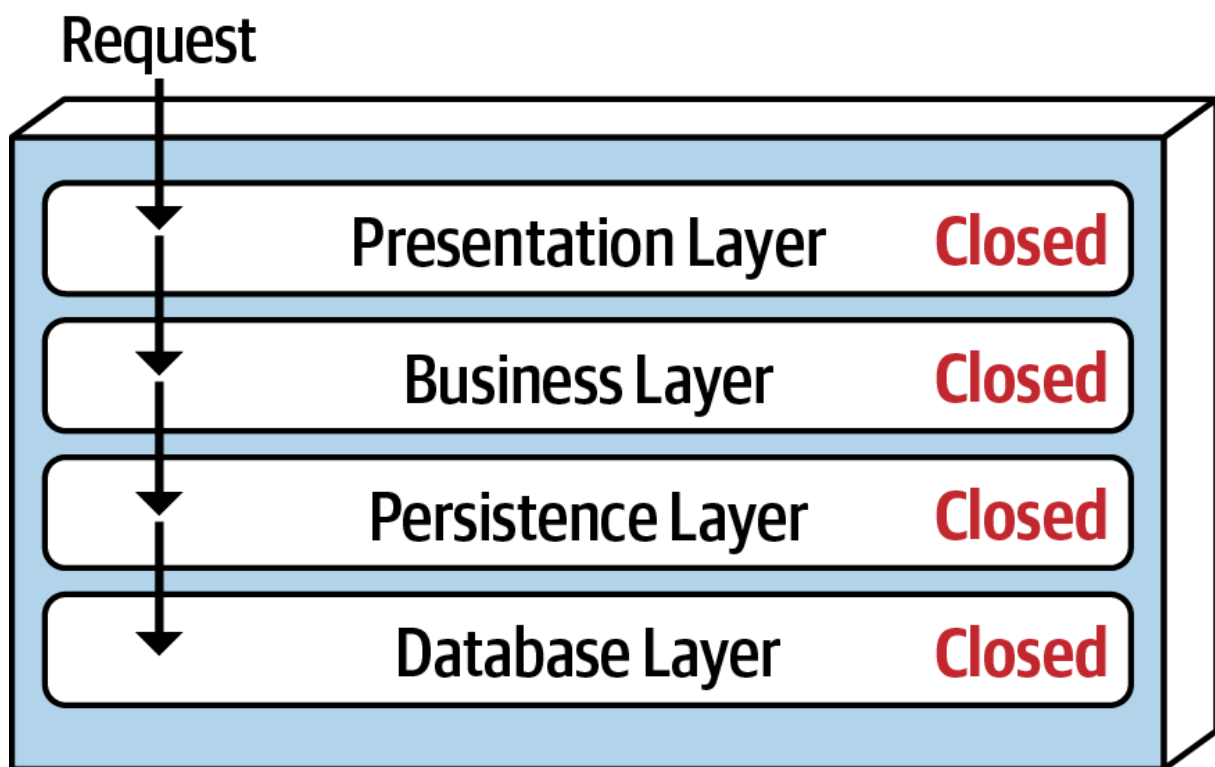 Request
Presentation Layer Closed
Business Layer Closed
Persistence Layer Closed
Database Layer Closed